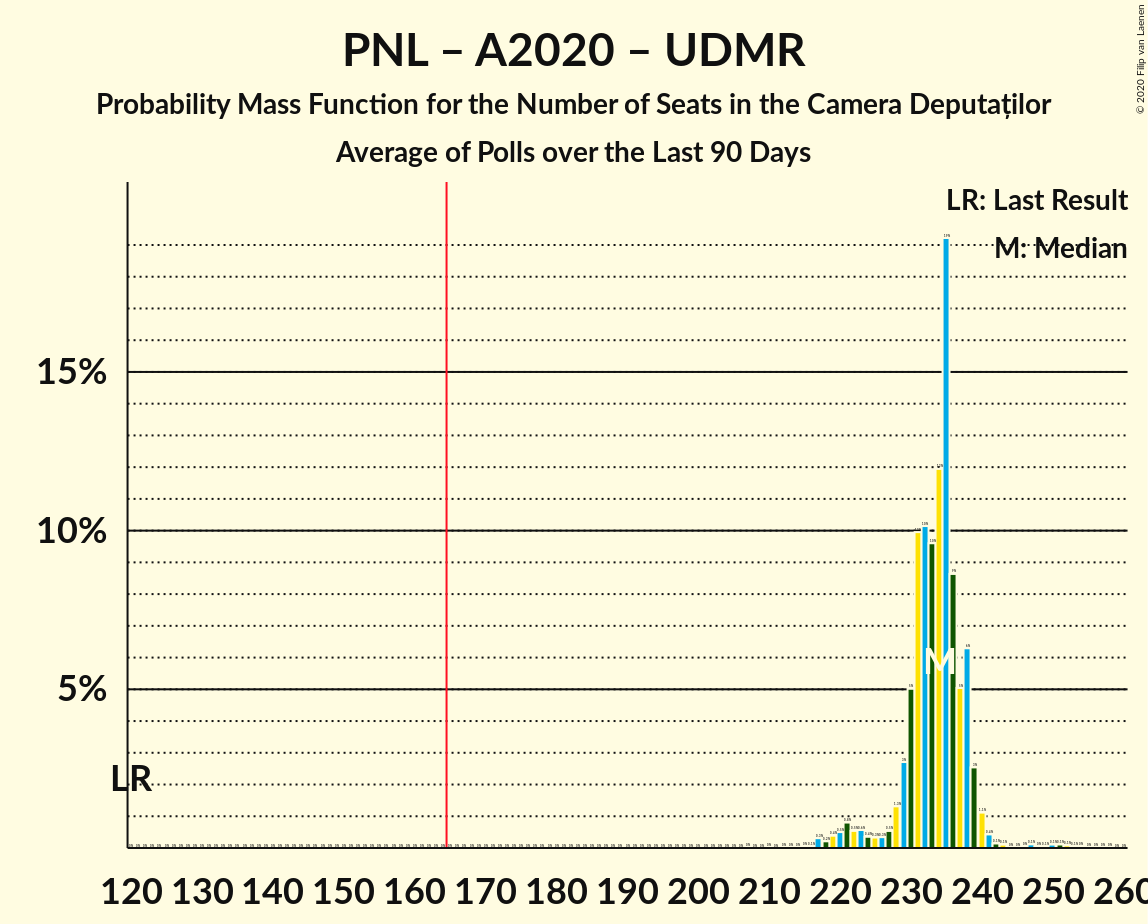 PNL – A2020 – UDMR
Probability Mass Function for the Number of Seats in the Camera Deputaților
Average of Polls over the Last 90 Days
© 2020 Filip van Laenen
LR: Last Result
M: Median
15%
10%
5%
LR
M
120 130 140 150 160 170 180 190 200 210 220 230 240 250 260